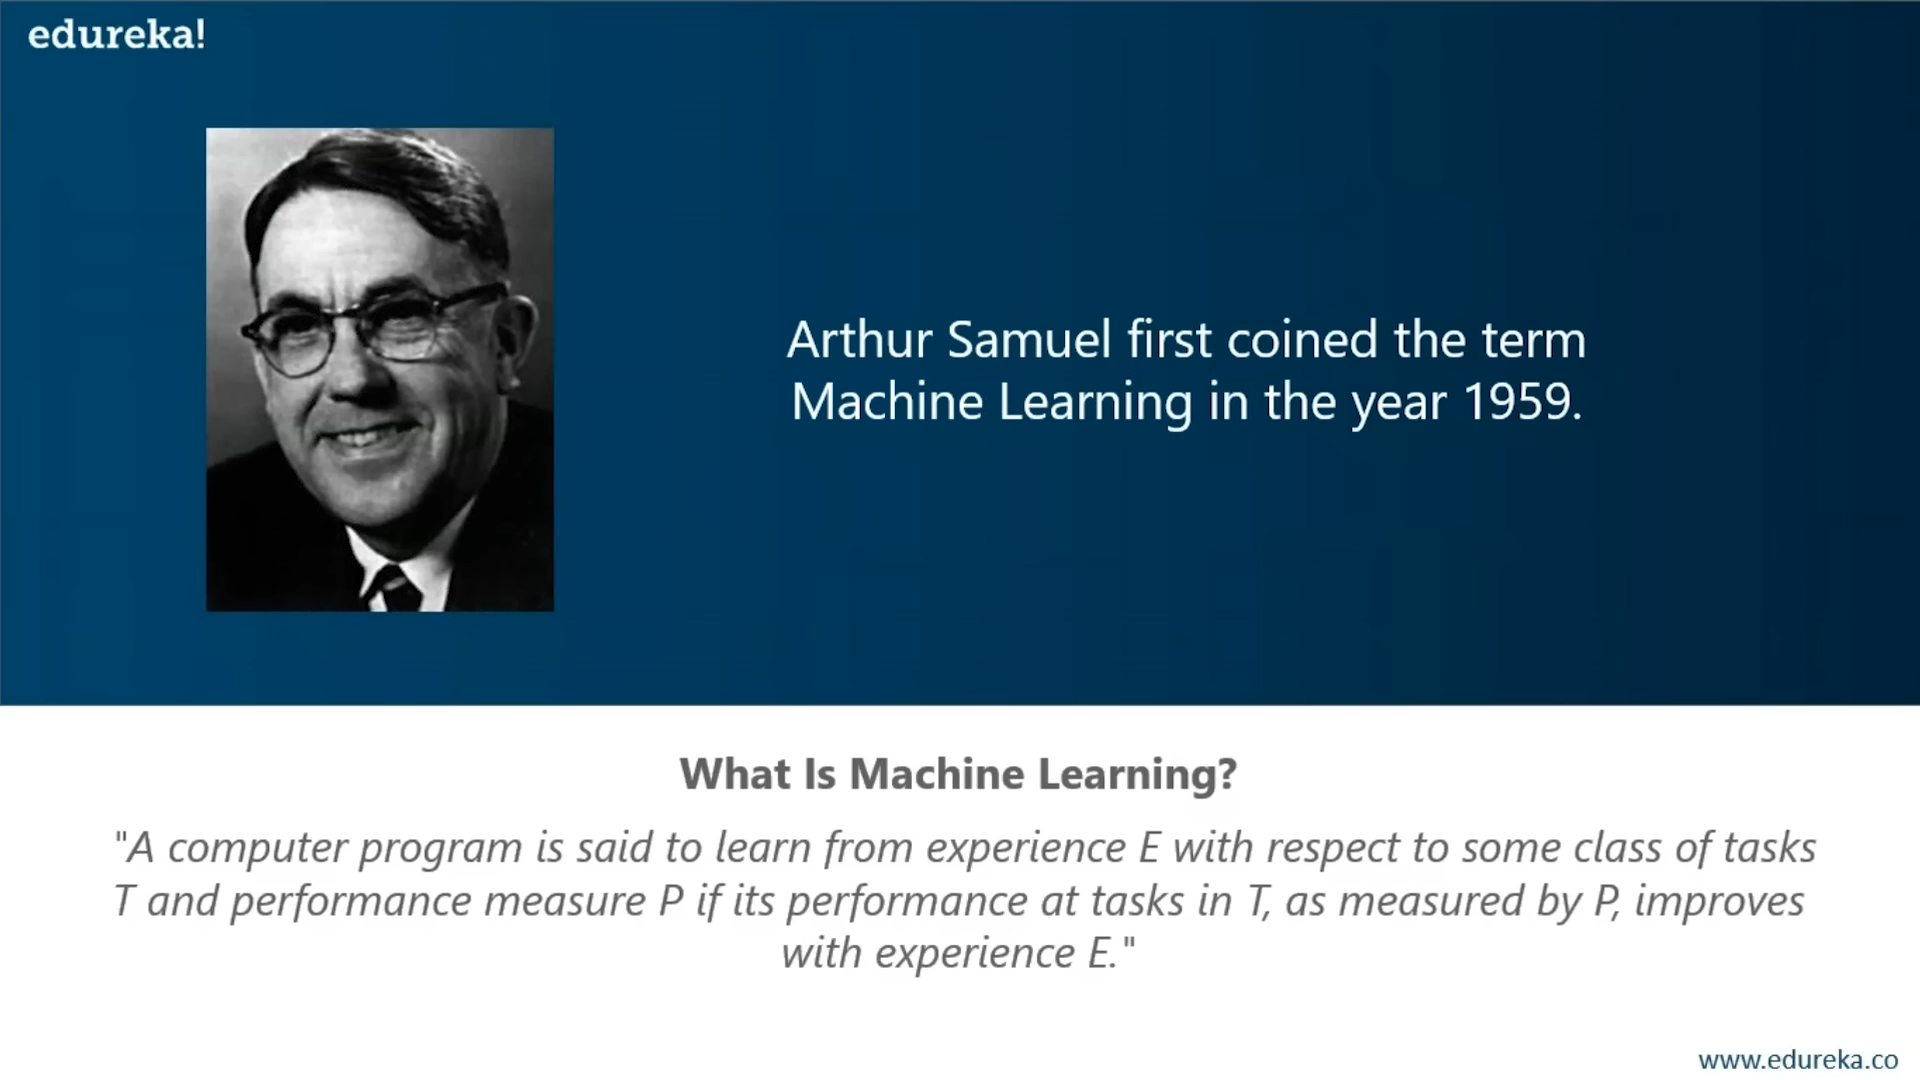 edureka!
Arthur Samuel first coined the term
Machine Learning in the year 1959.
What Is Machine Learning?
"A computer program is said to learn from experience E with respect to some class of tasks
T and performance measure P if its performance at tasks in T, as measured by P, improves
with experience E."
www.edureka.co